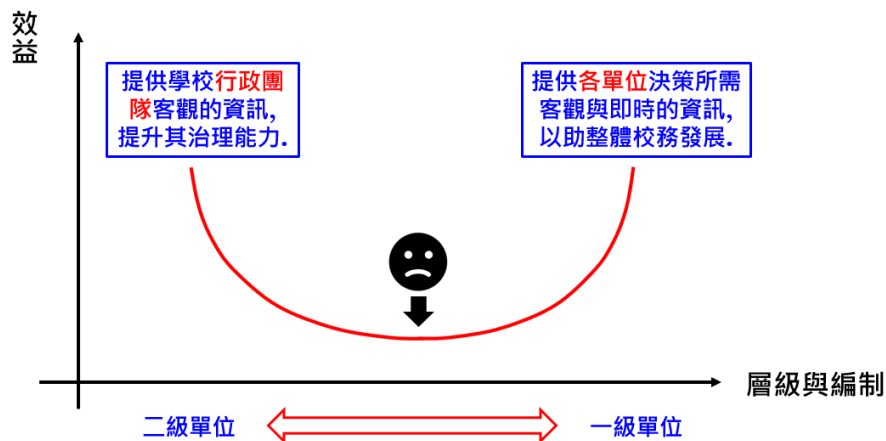 效
益
提供學校行政團
隊客觀的資訊,
提升其治理能力.
提供各單位決策所需
客觀與即時的資訊,
以助整體校務發展.
層級與編制
二級單位
一級單位